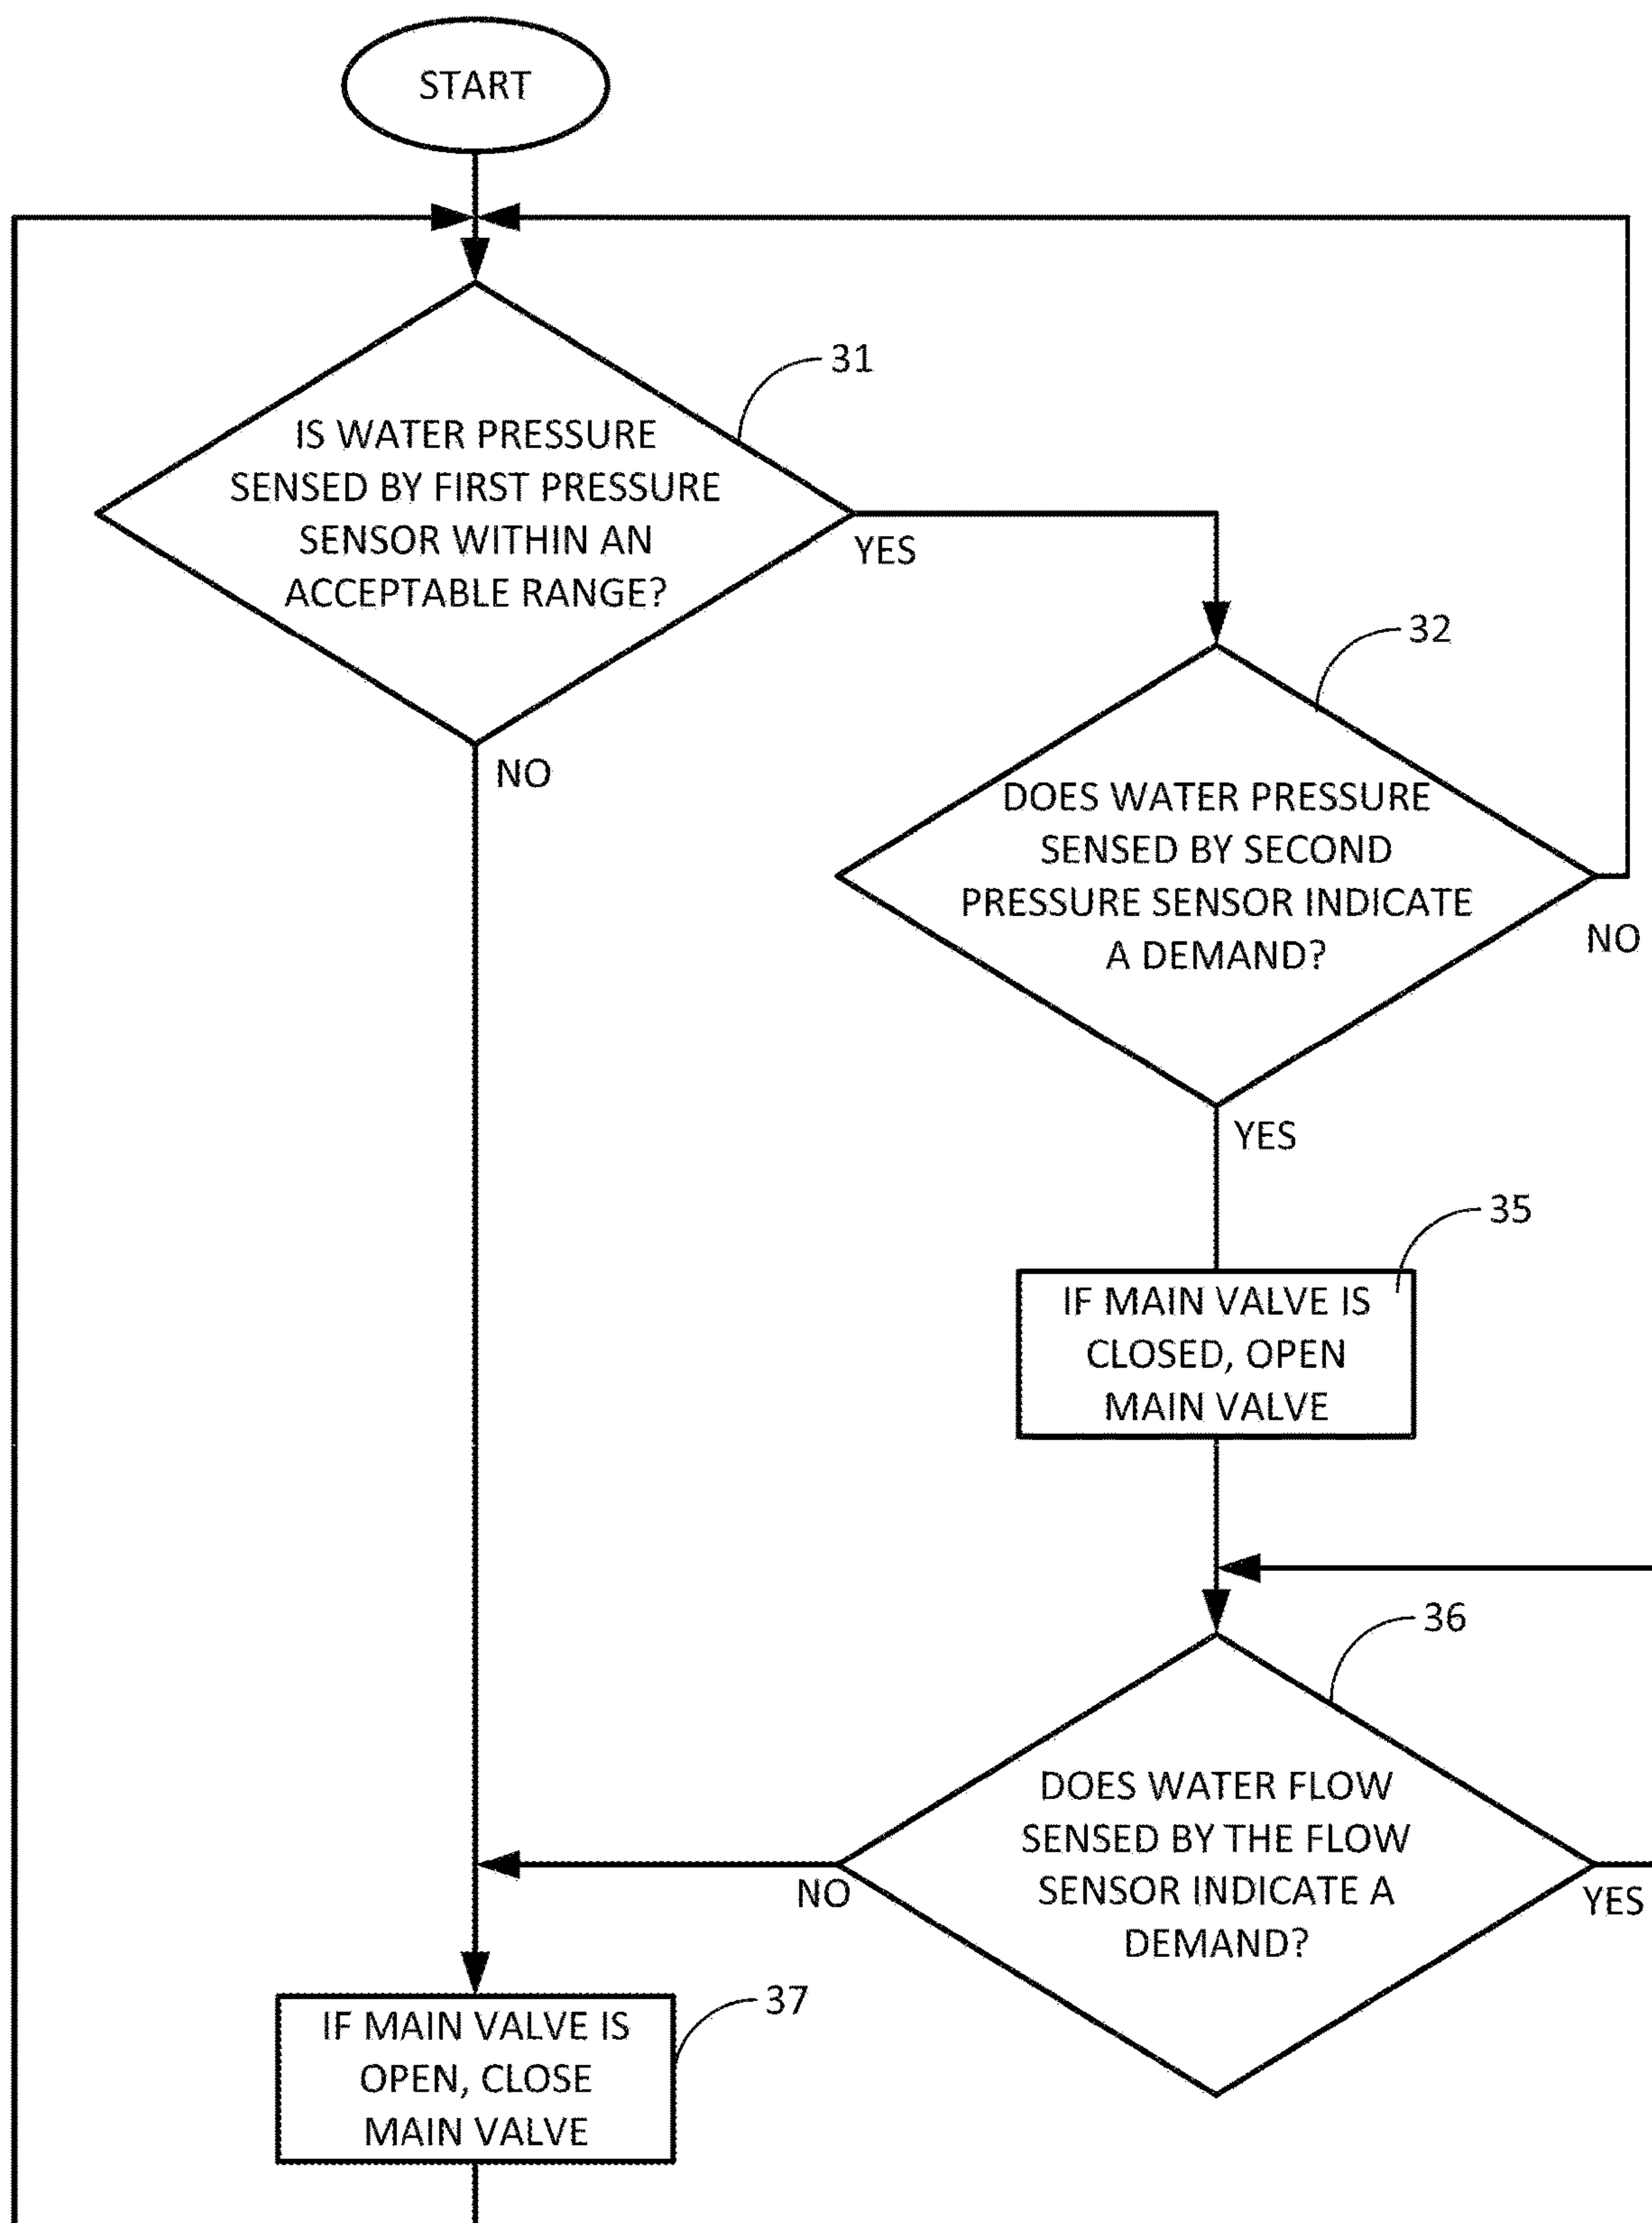 START
31
IS WATER PRESSURE
SENSED BY FIRST PRESSURE
SENSOR WITHIN AN
ACCEPTABLE RANGE?
YES
NO
32
DOES WATER PRESSURE
SENSED BY SECOND
PRESSURE SENSOR INDICATE
A DEMAND?
NO
YES
35
IF MAIN VALVE IS
CLOSED, OPEN
MAIN VALVE
36
DOES WATER FLOW
SENSED BY THE FLOW
SENSOR INDICATE A
DEMAND?
NO
YES
37
IF MAIN VALVE IS
OPEN, CLOSE
MAIN VALVE